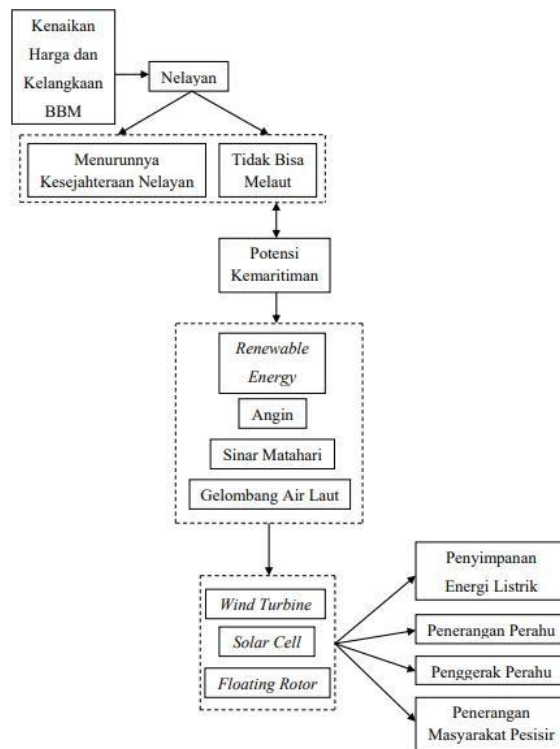 Kenaikan
Harga dan
Kelangkaan
BBM
Nelayan
Menurunnya
Kesejahteraan Nelayan
Tidak Bisa
Melaut
Potensi
Kemaritiman
Renewable
Energy
Angin
Sinar Matahari
Gelombang Air Laut
Wind Turbine
Solar Cell
Floating Rotor
Penyimpanan
Energi Listrik
Penerangan Perahu
Penggerak Perahu
Penerangan
Masyarakat Pesisir